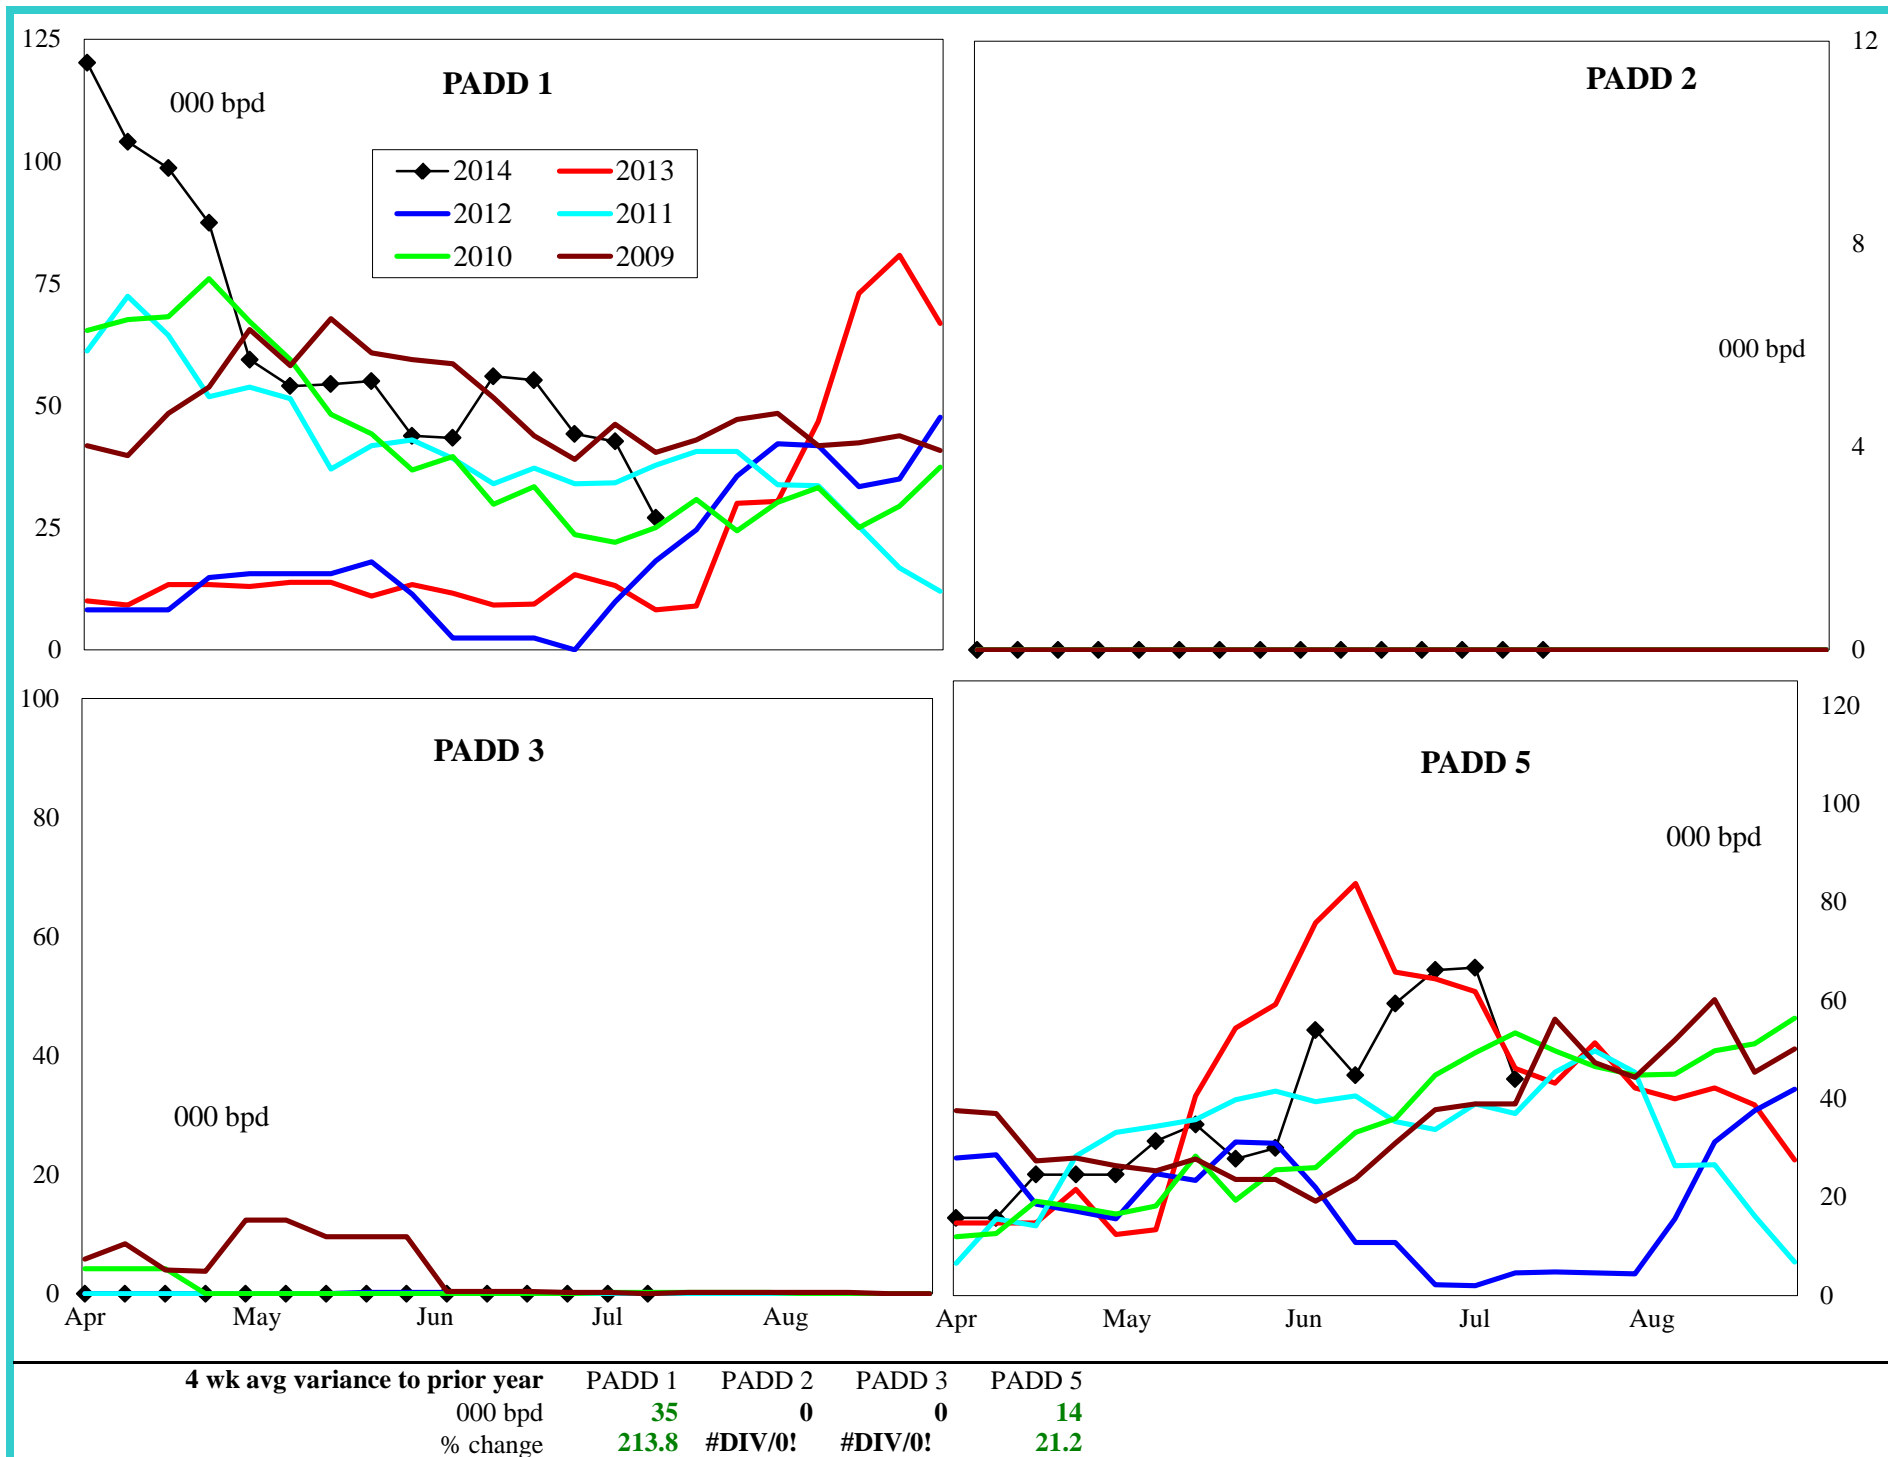 125
100
75
50
25
0
PADD 1
000 bpd
2014 2013
2012 2011
2010 2009
PADD 2
12
8
4
0
000 bpd
100
80
60
40
20
0
PADD 3
000 bpd
Apr May Jun Jul Aug
PADD 5
000 bpd
120
100
80
60
40
20
0
Apr May Jun Jul Aug
4 wk avg variance to prior year PADD 1 PADD 2 PADD 3 PADD 5
000 bpd 35 0 0 14
% change 213.8 #DIV/0! #DIV/0! 21.2